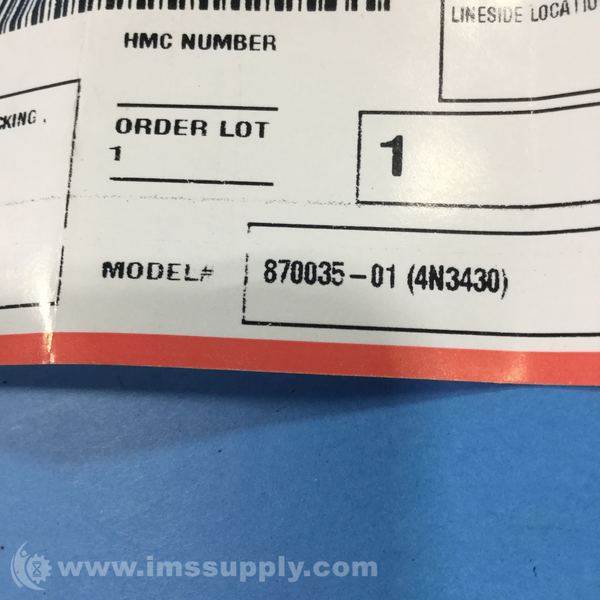 LINESIDE LOCATIO
HMC NUMBER
CKING .
ORDER LOT
1
1
MODEL#
870035-01 (4N3430)
www.imssupply.com